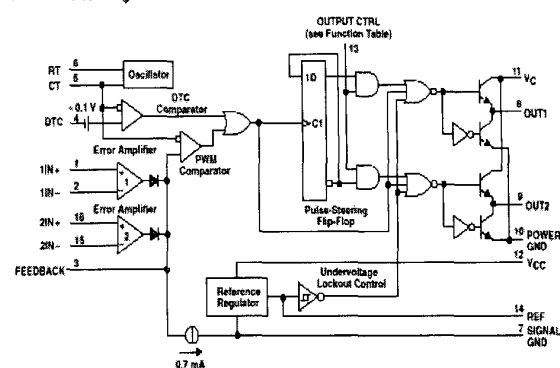 OUTPUT CTRL
(see Function Table)
13
RT 6
CT 5
Oscillator
≈0.1 V
DTC 4
DTC
Comparator
PWM
Comparator
Error Amplifier
1IN+ 1
1IN− 2
1
Error Amplifier
2IN+ 16
2IN− 15
2
FEEDBACK 3
1D
C1
Pulse-Steering
Flip-Flop
11 VC
8 OUT1
9 OUT2
10 POWER
GND
12 VCC
Undervoltage
Lockout Control
Reference
Regulator
14 REF
7 SIGNAL
GND
0.7 mA